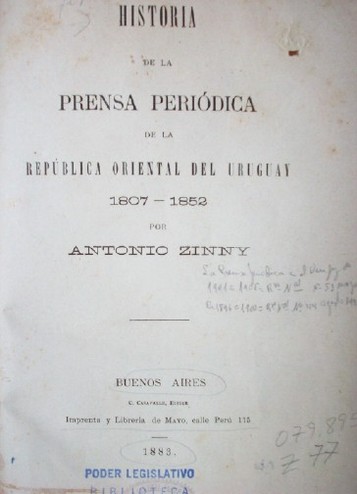 HISTORIA
DE LA
PRENSA PERIÓDICA
DE LA
REPÚBLICA ORIENTAL DEL URUGUAY
1807 – 1852
POR
ANTONIO ZINNY
BUENOS AIRES
C. CASAVALLE, EDITOR
Imprenta y Librería de MAYO, calle Perú 115
1883.
079.895
Z 77
PODER LEGISLATIVO
BIBLIOTECA